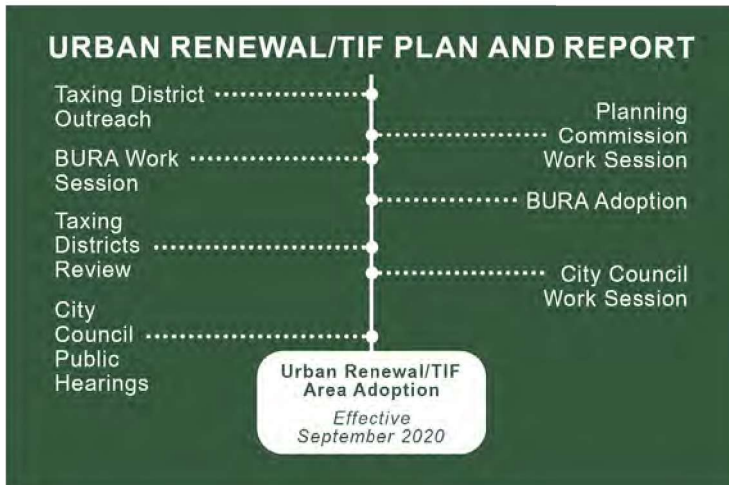 URBAN RENEWAL/TIF PLAN AND REPORT
Taxing District
Outreach
Planning
Commission
Work Session
BURA Work
Session
BURA Adoption
Taxing
Districts
Review
City Council
Work Session
City
Council
Public
Hearings
Urban Renewal/TIF
Area Adoption
Effective
September 2020